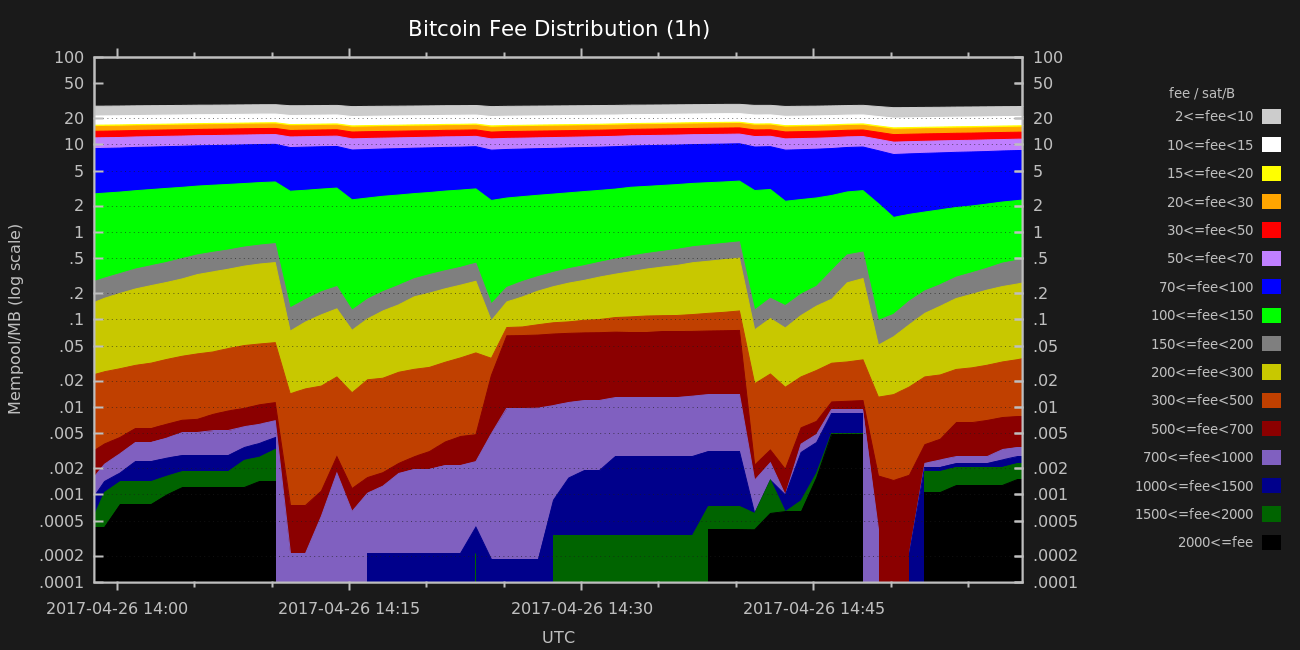 Bitcoin Fee Distribution (1h)
100 100
50 50
20 20
10 10
5 5
2 2
1 1
.5 .5
.2 .2
.1 .1
.05 .05
.02 .02
.01 .01
.005 .005
.002 .002
.001 .001
.0005 .0005
.0002 .0002
.0001 .0001
Mempool/MB (log scale)
2017-04-26 14:00 2017-04-26 14:15 2017-04-26 14:30 2017-04-26 14:45
UTC
fee / sat/B
2<=fee<10
10<=fee<15
15<=fee<20
20<=fee<30
30<=fee<50
50<=fee<70
70<=fee<100
100<=fee<150
150<=fee<200
200<=fee<300
300<=fee<500
500<=fee<700
700<=fee<1000
1000<=fee<1500
1500<=fee<2000
2000<=fee